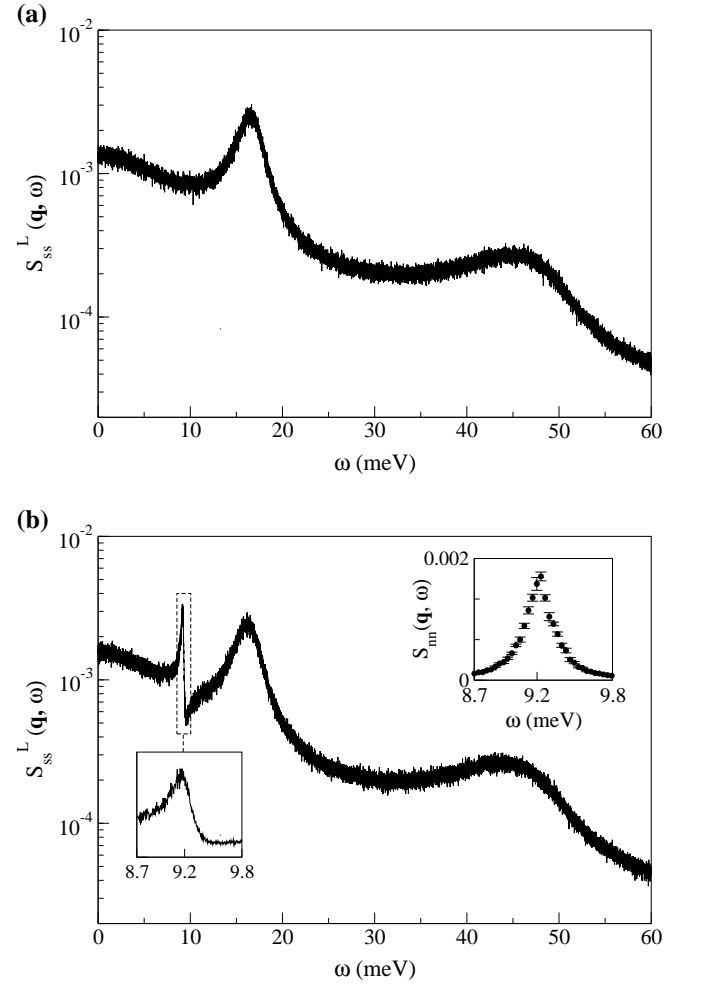 (a)
10⁻²
10⁻³
10⁻⁴
S_ss^L (q, ω)
0 10 20 30 40 50 60
ω (meV)
(b)
10⁻²
10⁻³
10⁻⁴
S_ss^L (q, ω)
0.002
0
S_nn (q, ω)
8.7 9.2 9.8
ω (meV)
8.7 9.2 9.8
0 10 20 30 40 50 60
ω (meV)